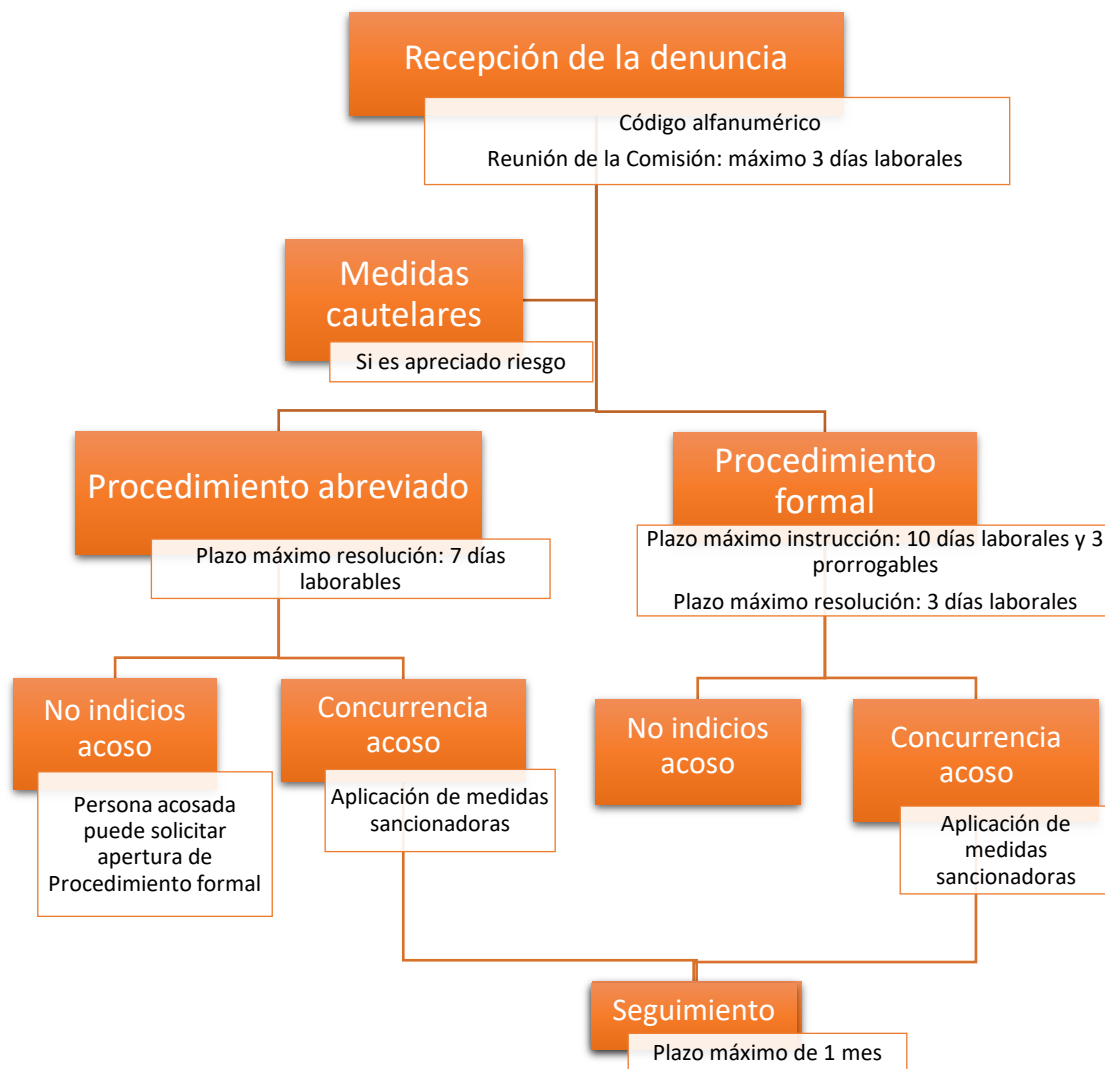 Recepción de la denuncia
Código alfanumérico
Reunión de la Comisión: máximo 3 días laborales
Medidas
cautelares
Si es apreciado riesgo
Procedimiento abreviado
Plazo máximo resolución: 7 días
laborables
Procedimiento
formal
Plazo máximo instrucción: 10 días laborales y 3
prorrogables
Plazo máximo resolución: 3 días laborales
No indicios
acoso
Persona acosada
puede solicitar
apertura de
Procedimiento formal
Concurrencia
acoso
Aplicación de medidas
sancionadoras
No indicios
acoso
Concurrencia
acoso
Aplicación de
medidas
sancionadoras
Seguimiento
Plazo máximo de 1 mes